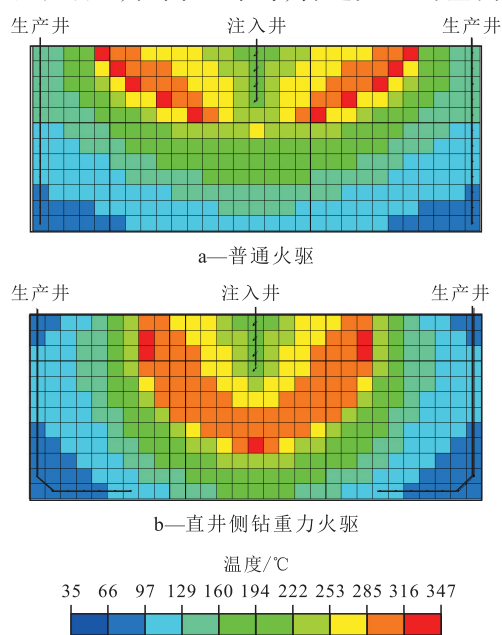 生产井 注入井 生产井
a—普通火驱
生产井 注入井 生产井
b—直井侧钻重力火驱
温度/℃
35 66 97 129 160 194 222 253 285 316 347